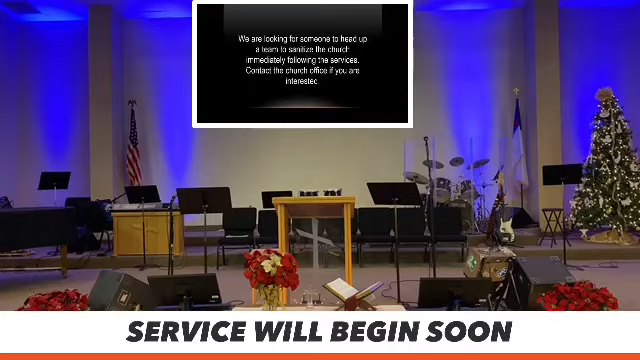 We are looking for someone to head up
a team to sanitize the church
immediately following the services.
Contact the church office if you are
interested.
SERVICE WILL BEGIN SOON